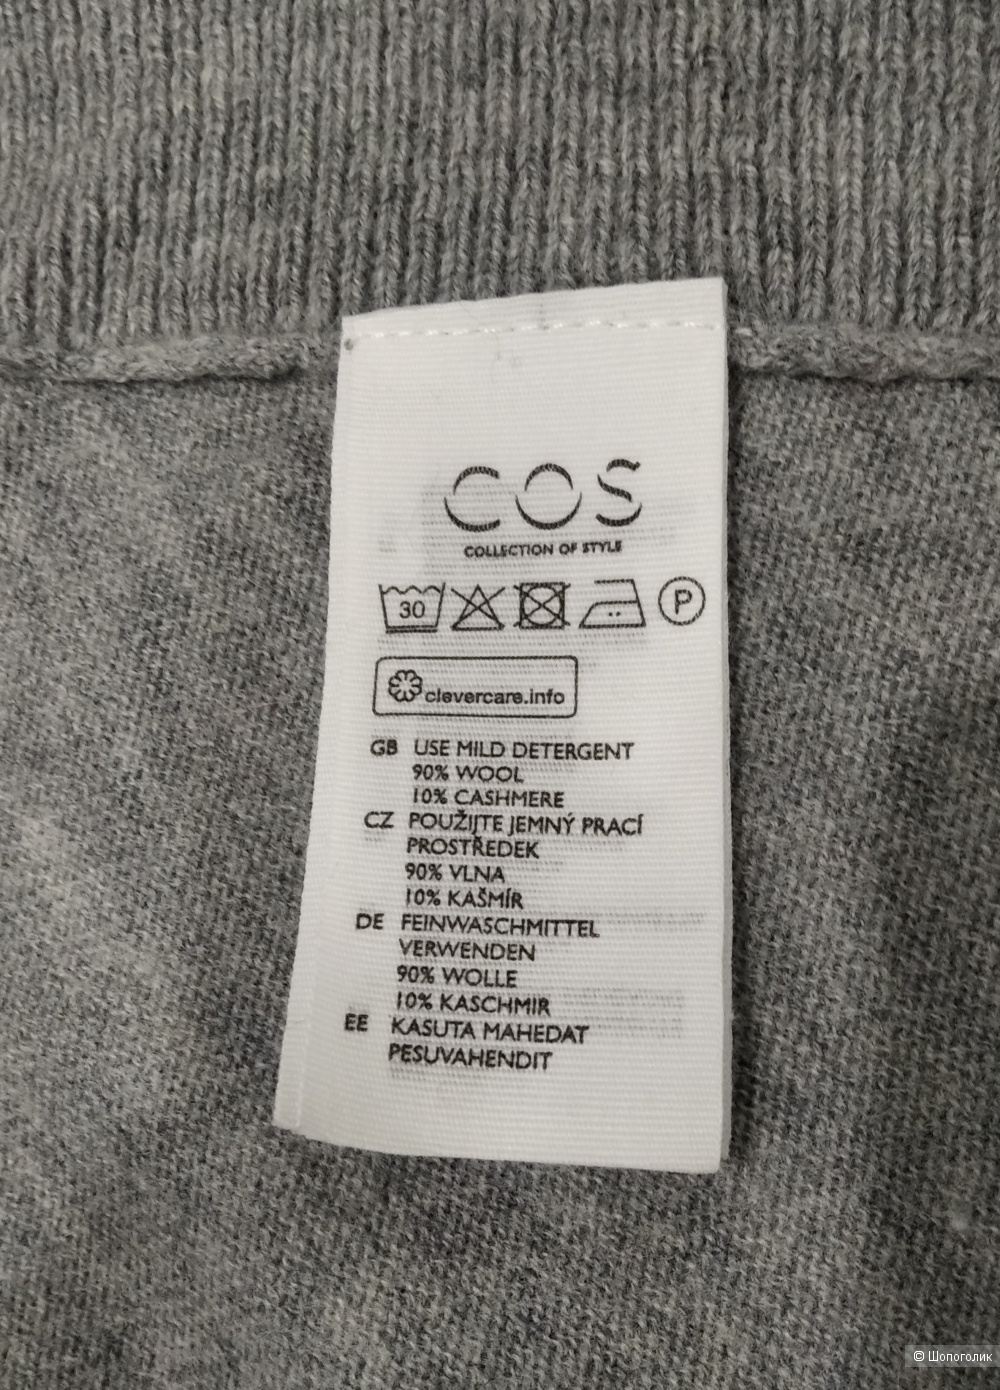 COS
COLLECTION OF STYLE
30 P
clevercare.info
GB USE MILD DETERGENT
90% WOOL
10% CASHMERE
CZ POUŽIJTE JEMNÝ PRACÍ
PROSTŘEDEK
90% VLNA
10% KAŠMÍR
DE FEINWASCHMITTEL
VERWENDEN
90% WOLLE
10% KASCHMIR
EE KASUTA MAHEDAT
PESUVAHENDIT
© Шопоголик